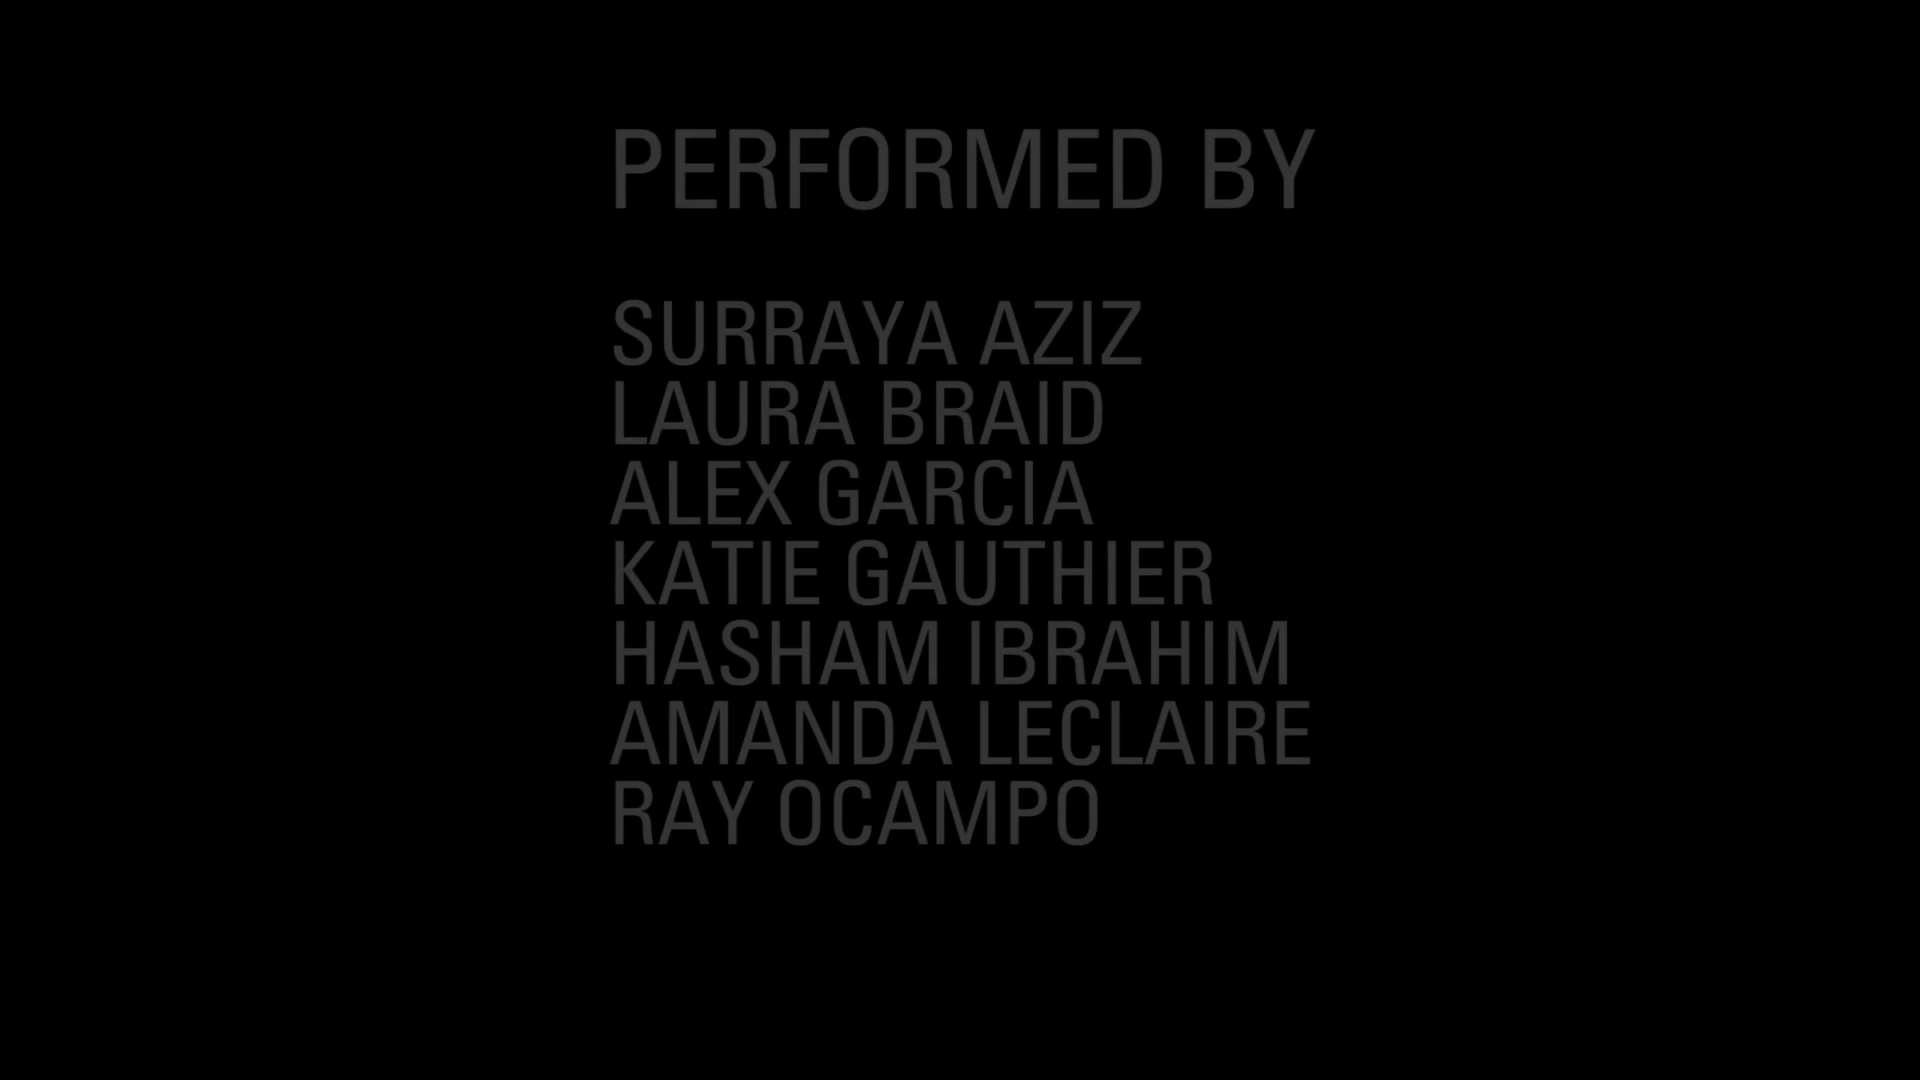 PERFORMED BY
SURRAYA AZIZ
LAURA BRAID
ALEX GARCIA
KATIE GAUTHIER
HASHAM IBRAHIM
AMANDA LECLAIRE
RAY OCAMPO